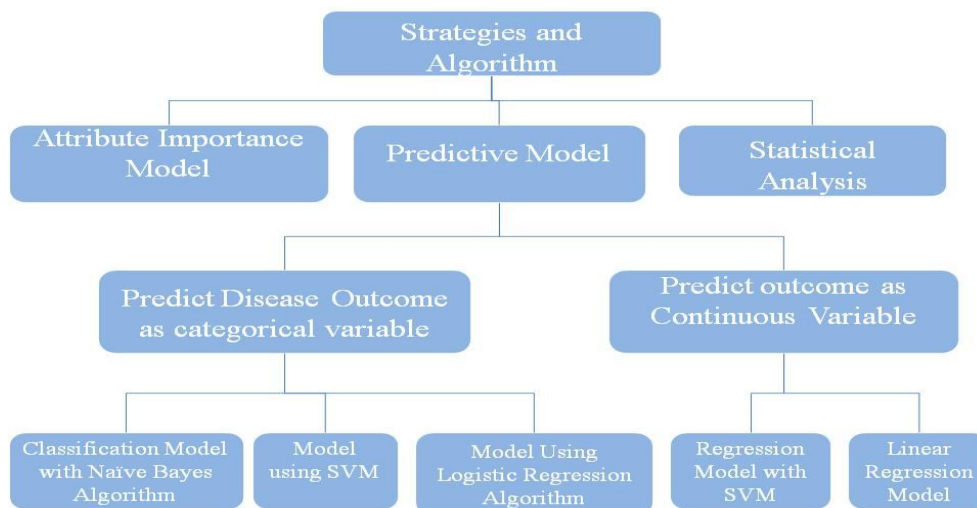 Strategies and
Algorithm
Attribute Importance
Model
Predictive Model
Statistical
Analysis
Predict Disease Outcome
as categorical variable
Predict outcome as
Continuous Variable
Classification Model
with Naïve Bayes
Algorithm
Model
using SVM
Model Using
Logistic Regression
Algorithm
Regression
Model with
SVM
Linear
Regression
Model